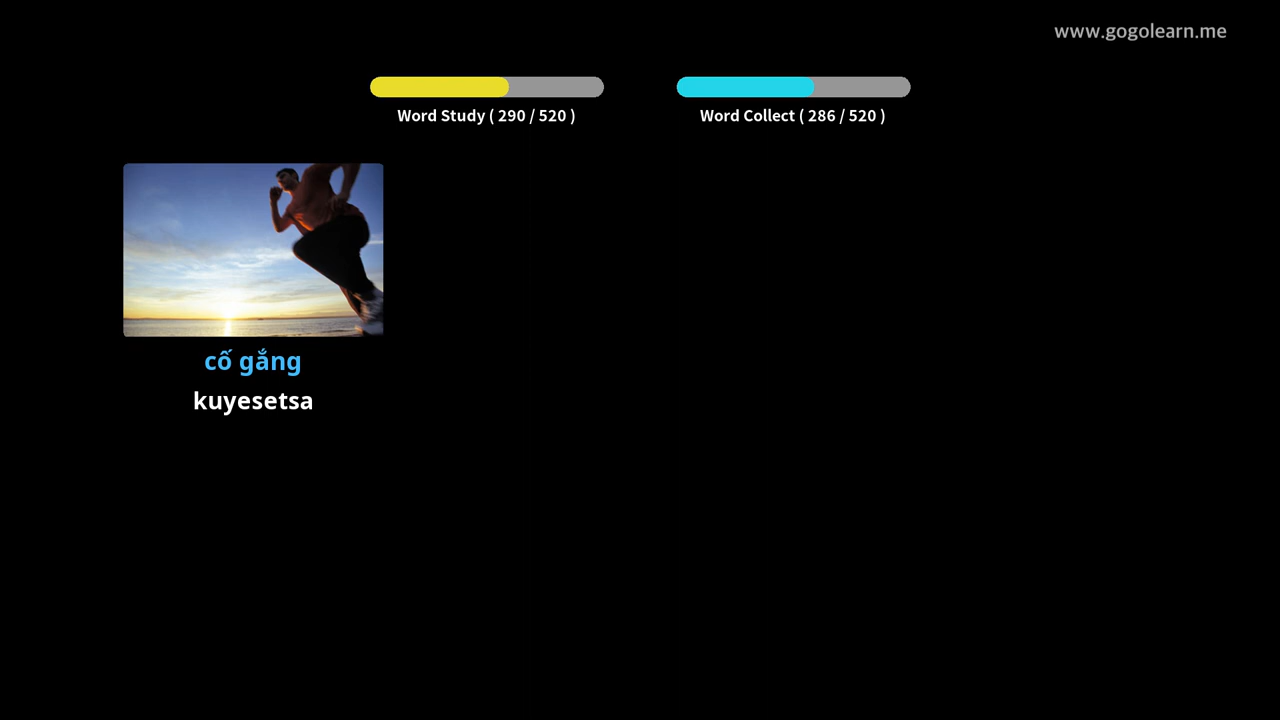 www.gogolearn.me
Word Study ( 290 / 520 )
Word Collect ( 286 / 520 )
cố gắng
kuyesetsa